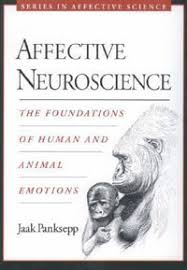 SERIES IN AFFECTIVE SCIENCE
AFFECTIVE
NEUROSCIENCE
THE FOUNDATIONS
OF HUMAN AND
ANIMAL
EMOTIONS
Jaak Panksepp